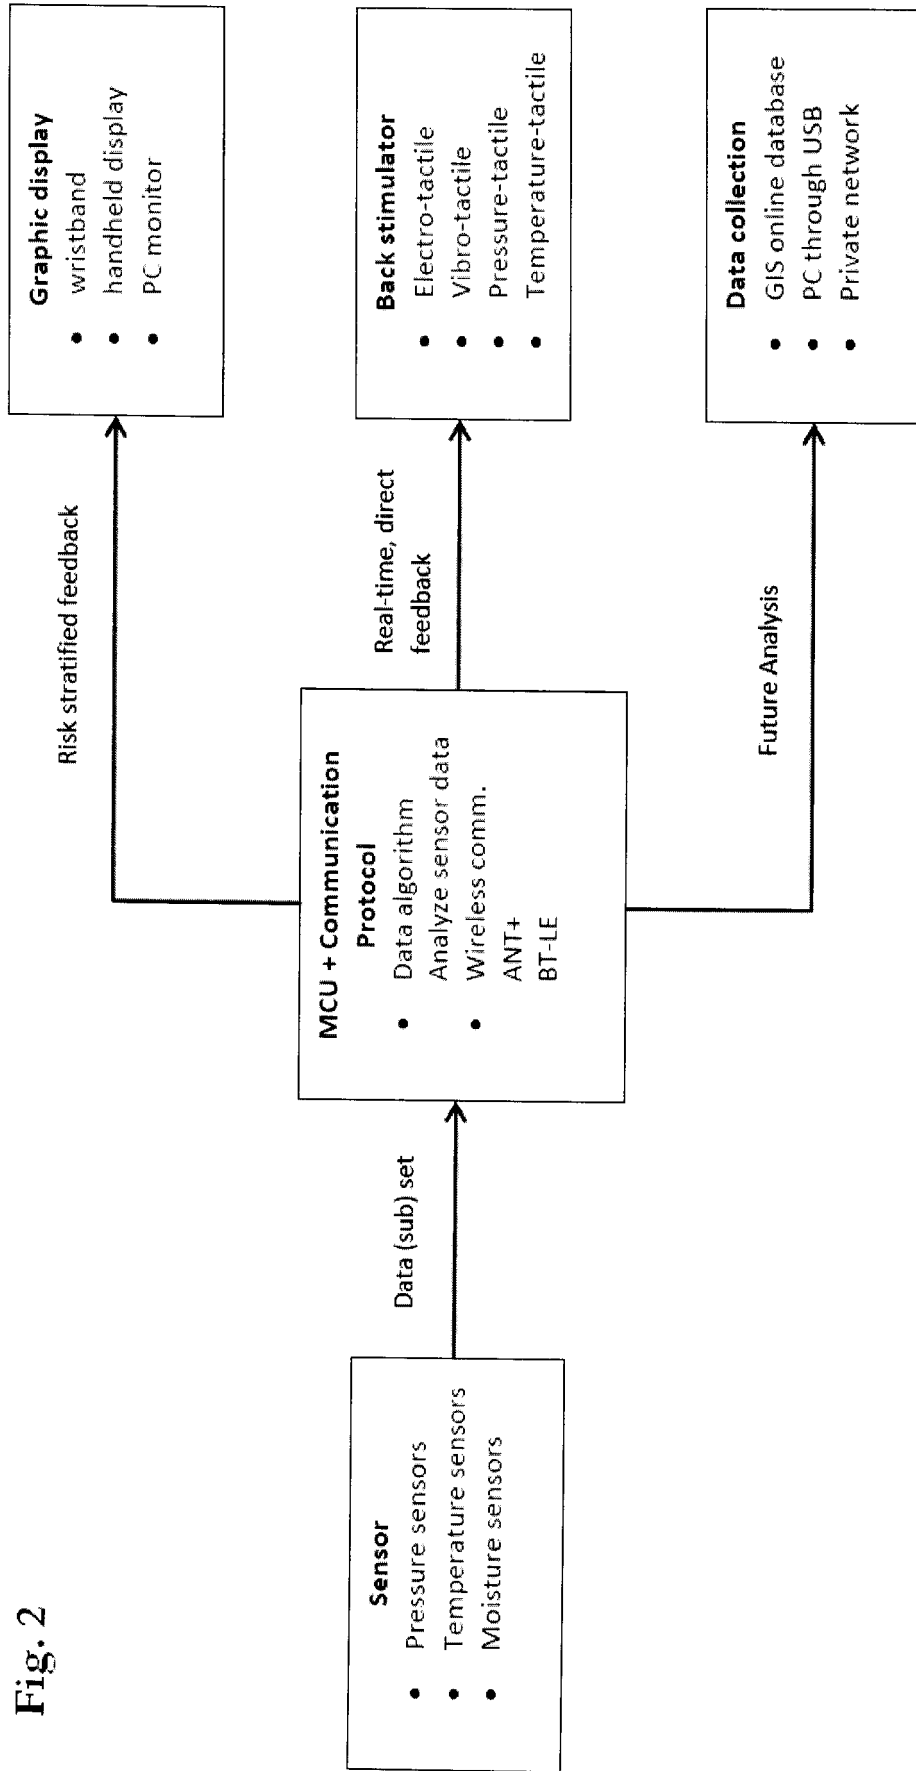 Fig. 2
Sensor
• Pressure sensors
• Temperature sensors
• Moisture sensors
Data (sub) set
MCU + Communication
Protocol
• Data algorithm
Analyze sensor data
• Wireless comm.
ANT+
BT-LE
Risk stratified feedback
Real-time, direct
feedback
Future Analysis
Graphic display
• wristband
• handheld display
• PC monitor
Back stimulator
• Electro-tactile
• Vibro-tactile
• Pressure-tactile
• Temperature-tactile
Data collection
• GIS online database
• PC through USB
• Private network